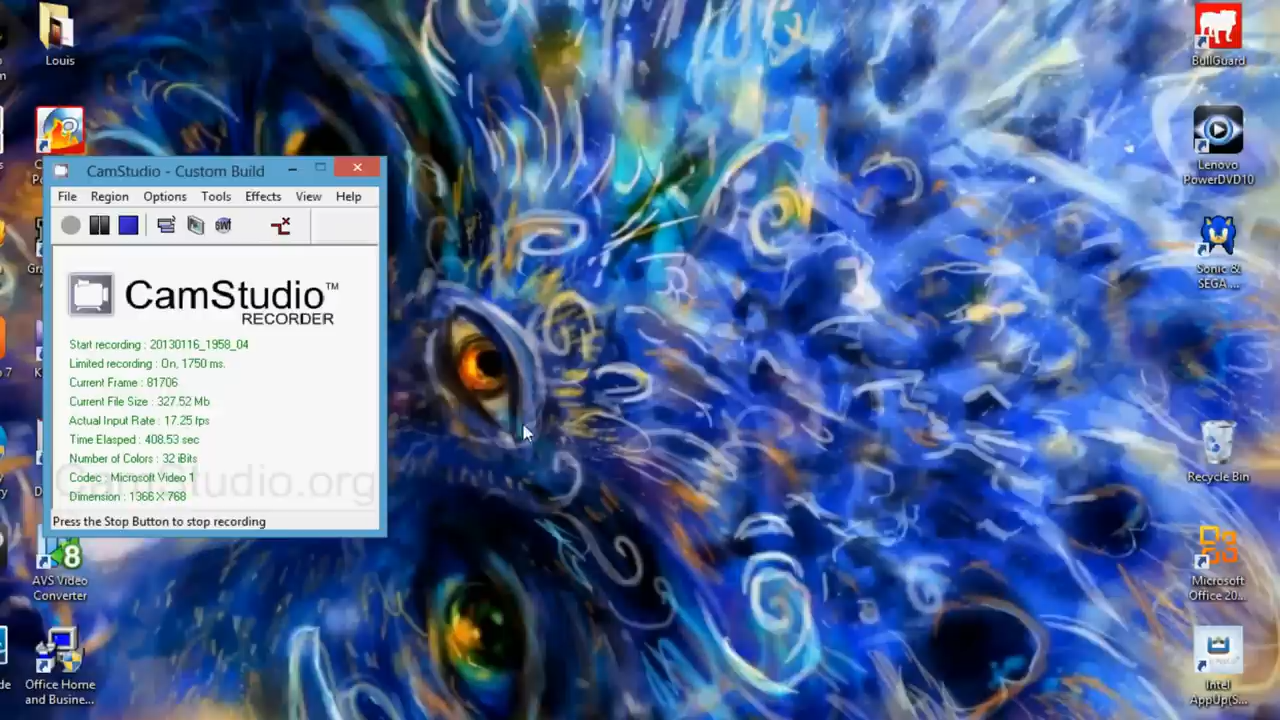 Louis
CamStudio - Custom Build
File Region Options Tools Effects View Help
CamStudio™
RECORDER
Start recording : 20130116_1958_04
Limited recording : On, 1750 ms.
Current Frame : 81706
Current File Size : 327.52 Mb
Actual Input Rate : 17.25 fps
Time Elasped : 408.53 sec
Number of Colors : 32 iBits
Codec : Microsoft Video 1
Dimension : 1366 X 768
CamStudio.org
Press the Stop Button to stop recording
AVS Video
Converter
8
Office Home
and Busine...
BullGuard
Lenovo
PowerDVD10
Sonic &
SEGA ...
Recycle Bin
Microsoft
Office 20...
Intel
AppUp(S...